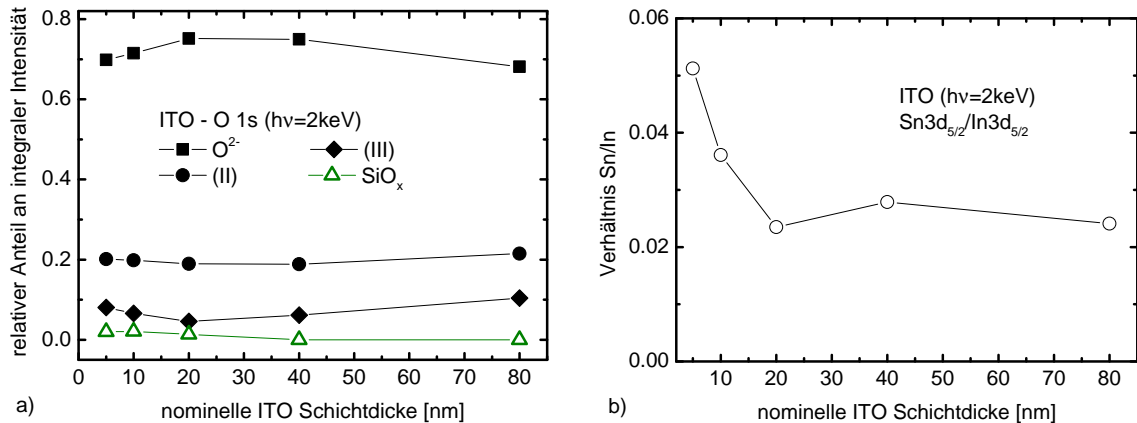 relativer Anteil an integraler Intensität
0.8
0.6
0.4
0.2
0.0
ITO - O 1s (hν=2keV)
O²⁻ (III)
(II) SiOₓ
0 10 20 30 40 50 60 70 80
nominelle ITO Schichtdicke [nm]
a)
Verhältnis Sn/In
0.06
0.04
0.02
0.00
ITO (hν=2keV)
Sn3d₅/₂/In3d₅/₂
10 20 30 40 50 60 70 80
nominelle ITO Schichtdicke [nm]
b)